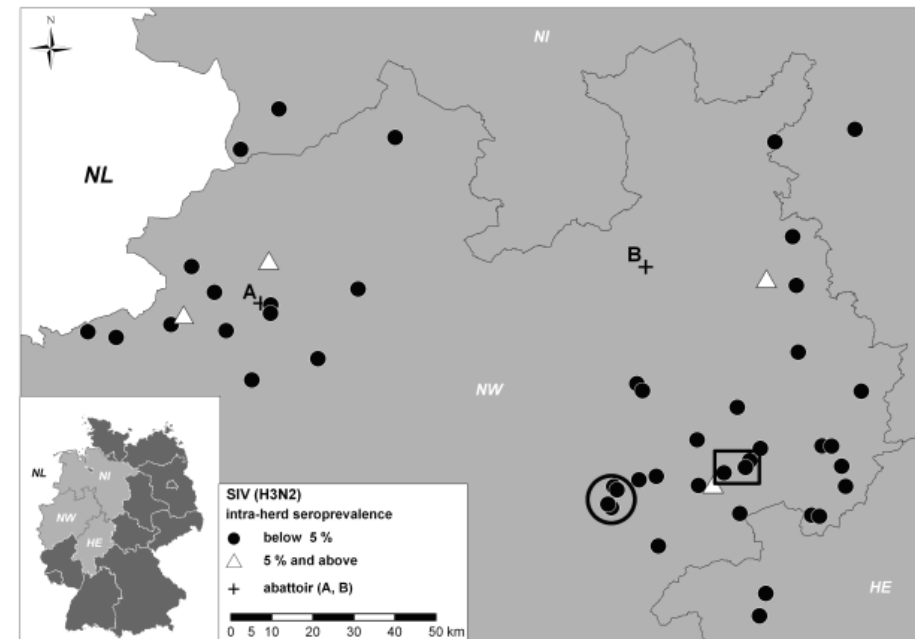 N
NI
NL
B
A
NW
HE
NL
NI
NW
HE
SIV (H3N2)
intra-herd seroprevalence
below 5 %
5 % and above
abattoir (A, B)
0 5 10 20 30 40 50 km